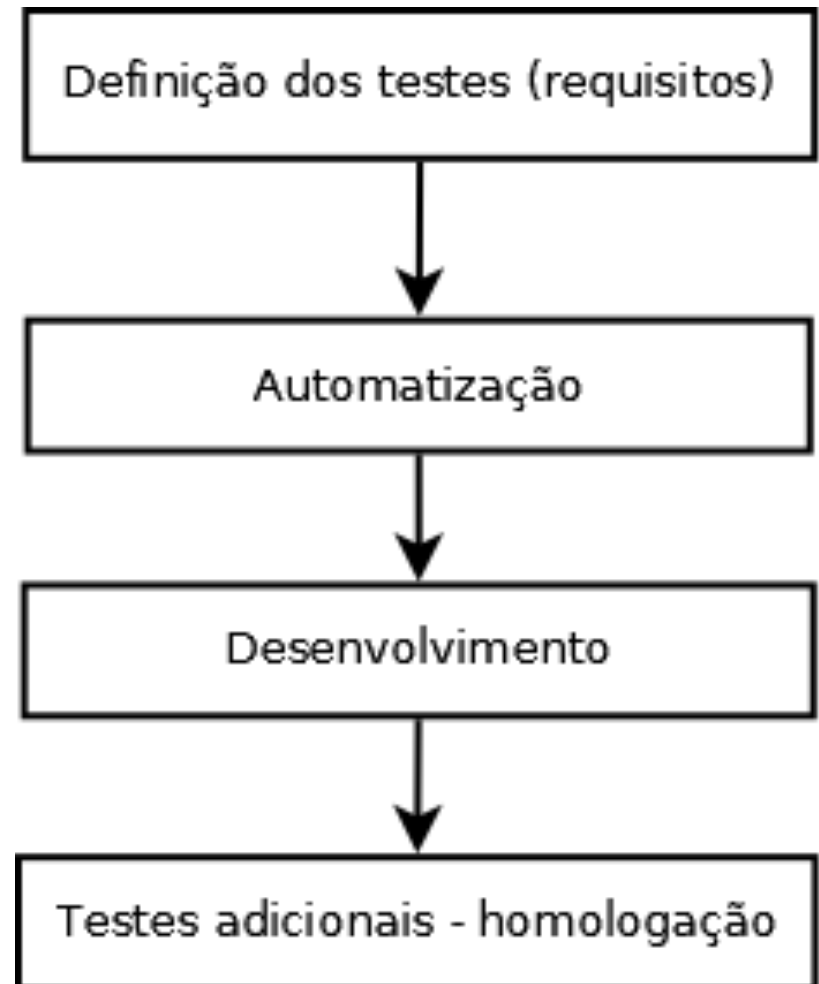 Definição dos testes (requisitos)
Automatização
Desenvolvimento
Testes adicionais - homologação